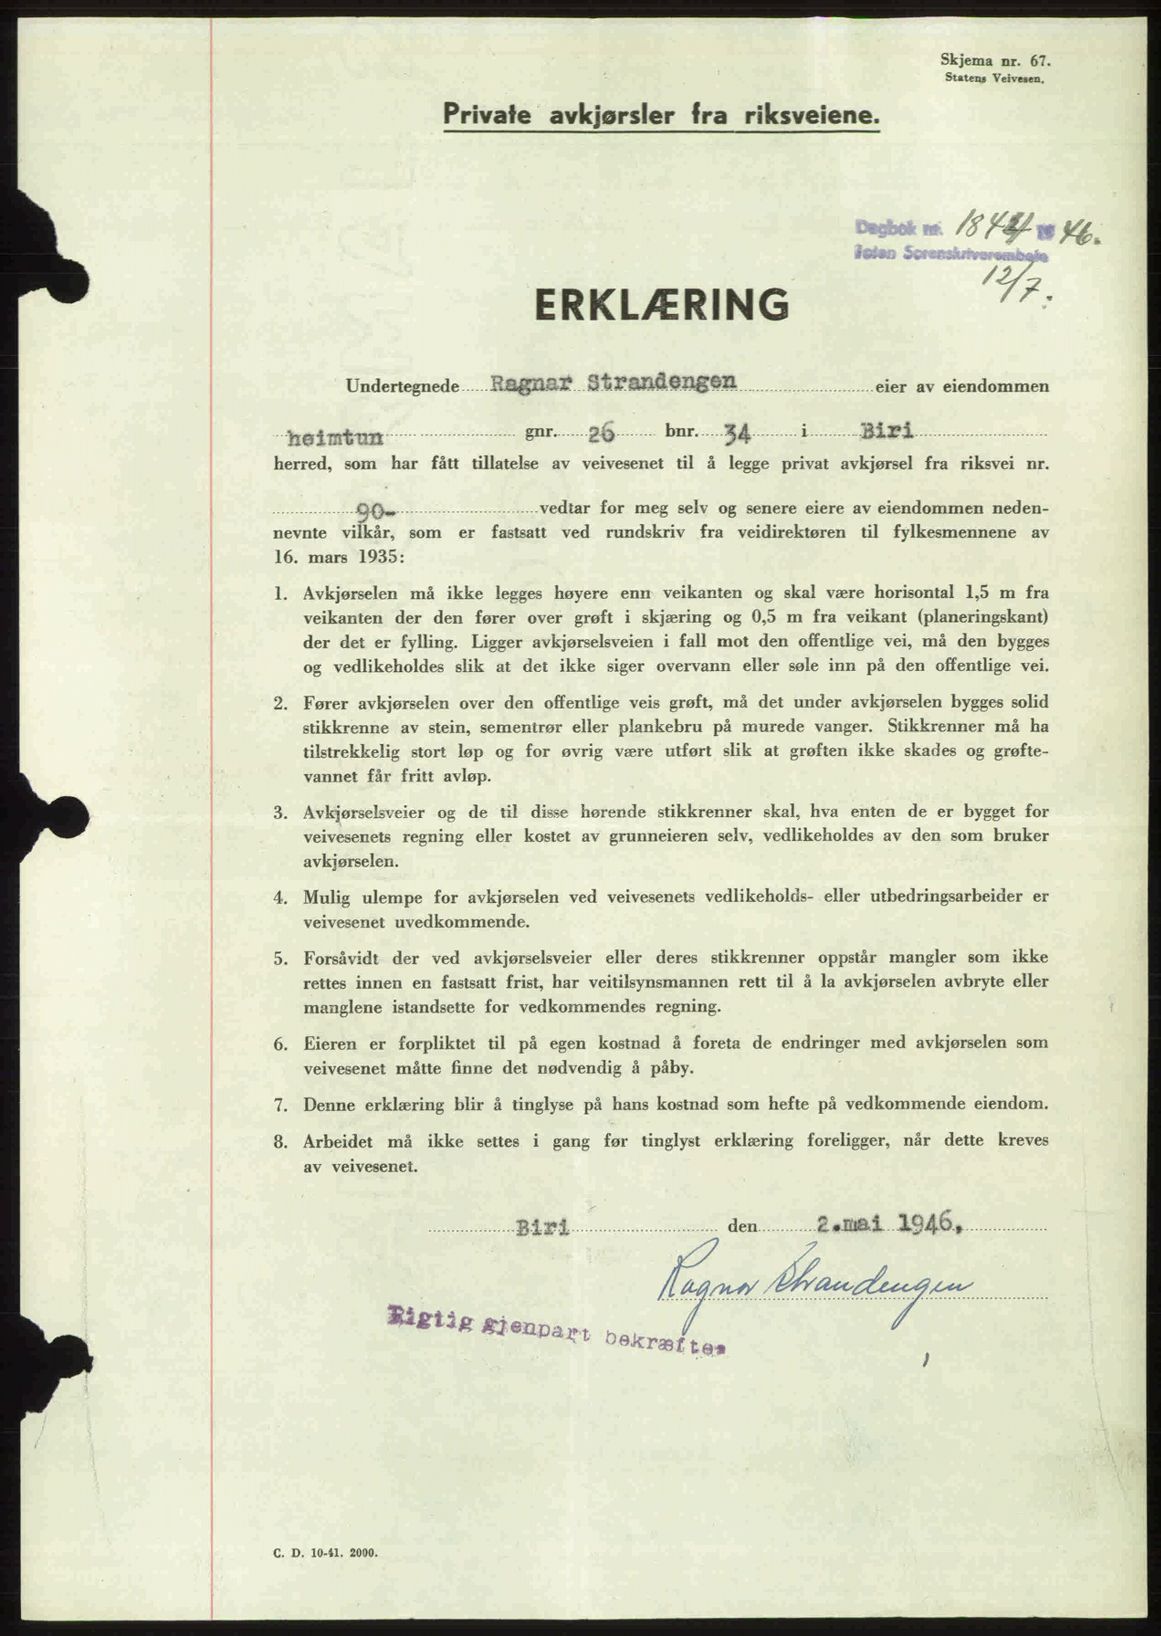 Skjema nr. 67.
Statens Veivesen.
Private avkjørsler fra riksveiene.
Dagbok nr. 46.
Toten Sorenskriverembete
12/7.
ERKLÆRING
Undertegnede Ragnar Strandengen eier av eiendommen
heimtun gnr. 26 bnr. 34 i Biri
herred, som har fått tillatelse av veivesenet til å legge privat avkjørsel fra riksvei nr.
90- vedtar for meg selv og senere eiere av eiendommen neden-
nevnte vilkår, som er fastsatt ved rundskriv fra veidirektøren til fylkesmennene av
16. mars 1935:
1. Avkjørselen må ikke legges høyere enn veikanten og skal være horisontal 1,5 m fra
veikanten der den fører over grøft i skjæring og 0,5 m fra veikant (planeringskant)
der det er fylling. Ligger avkjørselsveien i fall mot den offentlige vei, må den bygges
og vedlikeholdes slik at det ikke siger overvann eller søle inn på den offentlige vei.
2. Fører avkjørselen over den offentlige veis grøft, må det under avkjørselen bygges solid
stikkrenne av stein, sementrør eller plankebru på murede vanger. Stikkrenner må ha
tilstrekkelig stort løp og for øvrig være utført slik at grøften ikke skades og grøfte-
vannet får fritt avløp.
3. Avkjørselsveier og de til disse hørende stikkrenner skal, hva enten de er bygget for
veivesenets regning eller kostet av grunneieren selv, vedlikeholdes av den som bruker
avkjørselen.
4. Mulig ulempe for avkjørselen ved veivesenets vedlikeholds- eller utbedringsarbeider er
veivesenet uvedkommende.
5. Forsåvidt der ved avkjørselsveier eller deres stikkrenner oppstår mangler som ikke
rettes innen en fastsatt frist, har veitilsynsmannen rett til å la avkjørselen avbryte eller
manglene istandsette for vedkommendes regning.
6. Eieren er forpliktet til på egen kostnad å foreta de endringer med avkjørselen som
veivesenet måtte finne det nødvendig å påby.
7. Denne erklæring blir å tinglyse på hans kostnad som hefte på vedkommende eiendom.
8. Arbeidet må ikke settes i gang før tinglyst erklæring foreligger, når dette kreves
av veivesenet.
Biri den 2.mai 1946,
Ragnar Strandengen
Rigtig gjenpart bekræftes
C. D. 10-41. 2000.